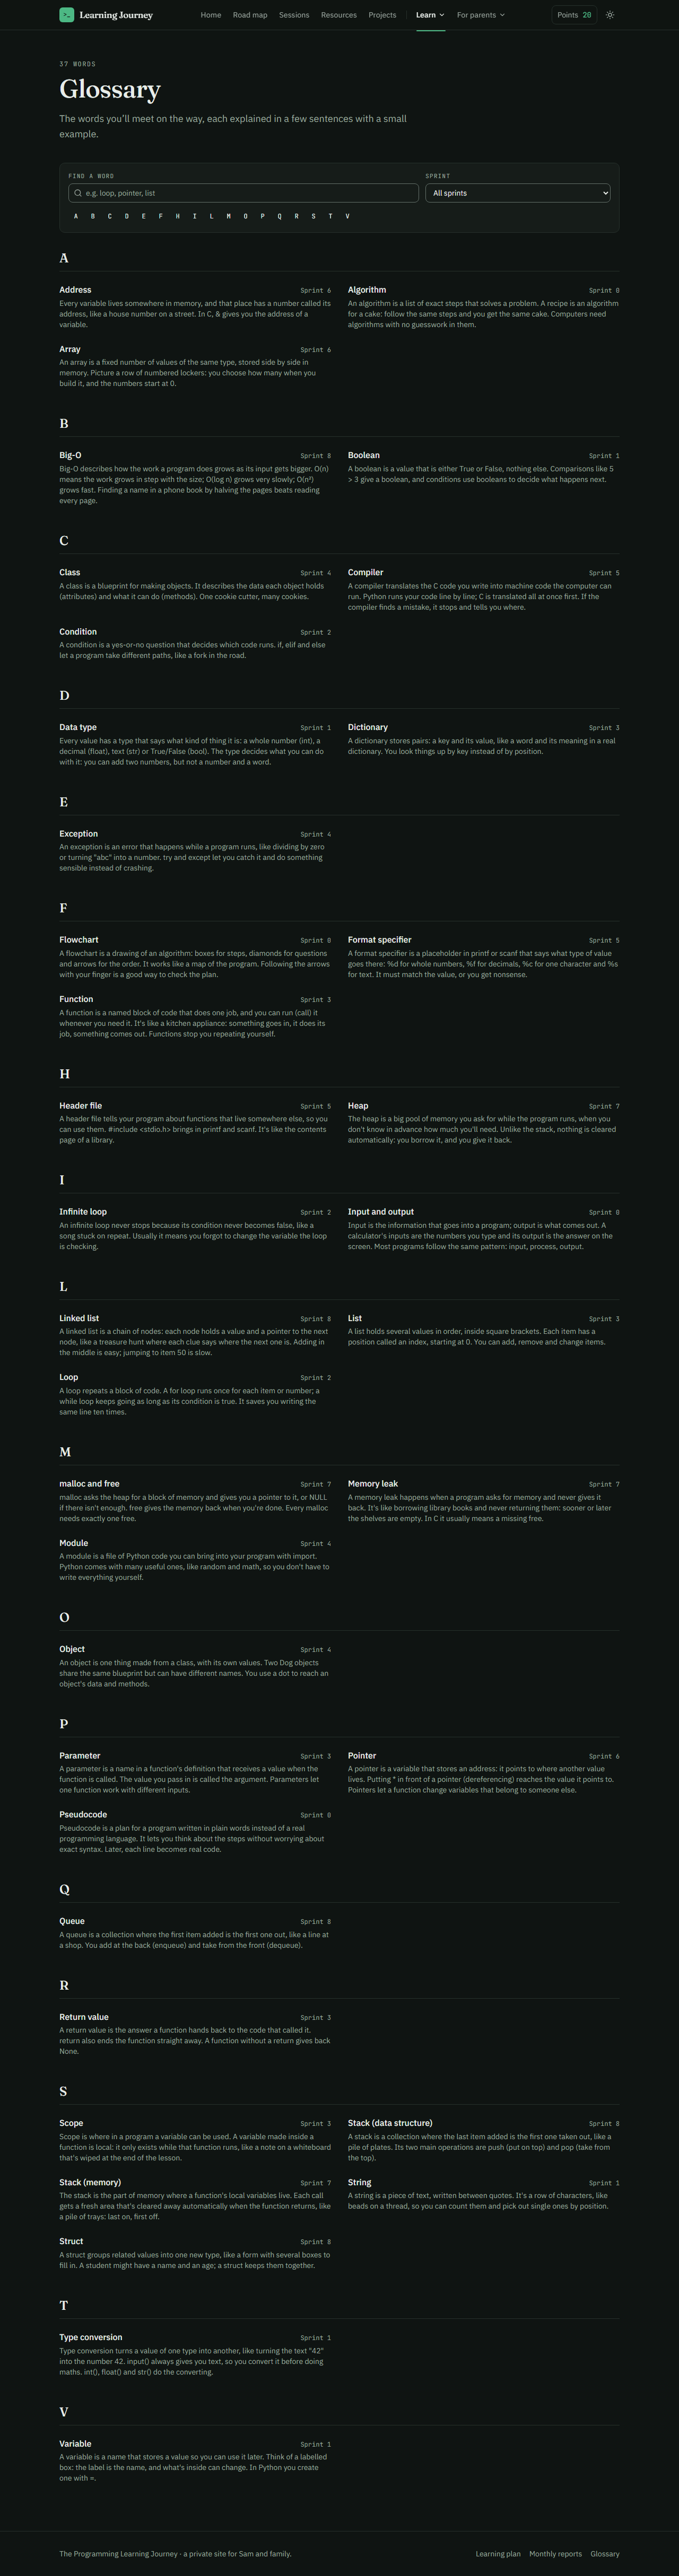 Learning Journey
Home Road map Sessions Resources Projects Learn For parents Points 20
37 WORDS
Glossary
The words you'll meet on the way, each explained in a few sentences with a small
example.
FIND A WORD
SPRINT
e.g. loop, pointer, list
All sprints
A B C D E F H I L M O P Q R S T V
A
Address Sprint 6
Every variable lives somewhere in memory, and that place has a number called its
address, like a house number on a street. In C, & gives you the address of a
variable.
Algorithm Sprint 0
An algorithm is a list of exact steps that solves a problem. A recipe is an algorithm
for a cake: follow the same steps and you get the same cake. Computers need
algorithms with no guesswork in them.
Array Sprint 6
An array is a fixed number of values of the same type, stored side by side in
memory. Picture a row of numbered lockers: you choose how many when you
build it, and the numbers start at 0.
B
Big-O Sprint 8
Big-O describes how the work a program does grows as its input gets bigger. O(n)
means the work grows in step with the size; O(log n) grows very slowly; O(n²)
grows fast. Finding a name in a phone book by halving the pages beats reading
every page.
Boolean Sprint 1
A boolean is a value that is either True or False, nothing else. Comparisons like 5
> 3 give a boolean, and conditions use booleans to decide what happens next.
C
Class Sprint 4
A class is a blueprint for making objects. It describes the data each object holds
(attributes) and what it can do (methods). One cookie cutter, many cookies.
Compiler Sprint 5
A compiler translates the C code you write into machine code the computer can
run. Python runs your code line by line; C is translated all at once first. If the
compiler finds a mistake, it stops and tells you where.
Condition Sprint 2
A condition is a yes-or-no question that decides which code runs. if, elif and else
let a program take different paths, like a fork in the road.
D
Data type Sprint 1
Every value has a type that says what kind of thing it is: a whole number (int), a
decimal (float), text (str) or True/False (bool). The type decides what you can do
with it: you can add two numbers, but not a number and a word.
Dictionary Sprint 3
A dictionary stores pairs: a key and its value, like a word and its meaning in a real
dictionary. You look things up by key instead of by position.
E
Exception Sprint 4
An exception is an error that happens while a program runs, like dividing by zero
or turning "abc" into a number. try and except let you catch it and do something
sensible instead of crashing.
F
Flowchart Sprint 0
A flowchart is a drawing of an algorithm: boxes for steps, diamonds for questions
and arrows for the order. It works like a map of the program. Following the arrows
with your finger is a good way to check the plan.
Format specifier Sprint 5
A format specifier is a placeholder in printf or scanf that says what type of value
goes there: %d for whole numbers, %f for decimals, %c for one character and %s
for text. It must match the value, or you get nonsense.
Function Sprint 3
A function is a named block of code that does one job, and you can run (call) it
whenever you need it. It's like a kitchen appliance: something goes in, it does its
job, something comes out. Functions stop you repeating yourself.
H
Header file Sprint 5
A header file tells your program about functions that live somewhere else, so you
can use them. #include <stdio.h> brings in printf and scanf. It's like the contents
page of a library.
Heap Sprint 7
The heap is a big pool of memory you ask for while the program runs, when you
don't know in advance how much you'll need. Unlike the stack, nothing is cleared
automatically: you borrow it, and you give it back.
I
Infinite loop Sprint 2
An infinite loop never stops because its condition never becomes false, like a
song stuck on repeat. Usually it means you forgot to change the variable the loop
is checking.
Input and output Sprint 0
Input is the information that goes into a program; output is what comes out. A
calculator's inputs are the numbers you type and its output is the answer on the
screen. Most programs follow the same pattern: input, process, output.
L
Linked list Sprint 8
A linked list is a chain of nodes: each node holds a value and a pointer to the next
node, like a treasure hunt where each clue says where the next one is. Adding in
the middle is easy; jumping to item 50 is slow.
List Sprint 3
A list holds several values in order, inside square brackets. Each item has a
position called an index, starting at 0. You can add, remove and change items.
Loop Sprint 2
A loop repeats a block of code. A for loop runs once for each item or number; a
while loop keeps going as long as its condition is true. It saves you writing the
same line ten times.
M
malloc and free Sprint 7
malloc asks the heap for a block of memory and gives you a pointer to it, or NULL
if there isn't enough. free gives the memory back when you're done. Every malloc
needs exactly one free.
Memory leak Sprint 7
A memory leak happens when a program asks for memory and never gives it
back. It's like borrowing library books and never returning them: sooner or later
the shelves are empty. In C it usually means a missing free.
Module Sprint 4
A module is a file of Python code you can bring into your program with import.
Python comes with many useful ones, like random and math, so you don't have to
write everything yourself.
O
Object Sprint 4
An object is one thing made from a class, with its own values. Two Dog objects
share the same blueprint but can have different names. You use a dot to reach an
object's data and methods.
P
Parameter Sprint 3
A parameter is a name in a function's definition that receives a value when the
function is called. The value you pass in is called the argument. Parameters let
one function work with different inputs.
Pointer Sprint 6
A pointer is a variable that stores an address: it points to where another value
lives. Putting * in front of a pointer (dereferencing) reaches the value it points to.
Pointers let a function change variables that belong to someone else.
Pseudocode Sprint 0
Pseudocode is a plan for a program written in plain words instead of a real
programming language. It lets you think about the steps without worrying about
exact syntax. Later, each line becomes real code.
Q
Queue Sprint 8
A queue is a collection where the first item added is the first one out, like a line at
a shop. You add at the back (enqueue) and take from the front (dequeue).
R
Return value Sprint 3
A return value is the answer a function hands back to the code that called it.
return also ends the function straight away. A function without a return gives back
None.
S
Scope Sprint 3
Scope is where in a program a variable can be used. A variable made inside a
function is local: it only exists while that function runs, like a note on a whiteboard
that's wiped at the end of the lesson.
Stack (data structure) Sprint 8
A stack is a collection where the last item added is the first one taken out, like a
pile of plates. Its two main operations are push (put on top) and pop (take from
the top).
Stack (memory) Sprint 7
The stack is the part of memory where a function's local variables live. Each call
gets a fresh area that's cleared away automatically when the function returns, like
a pile of trays: last on, first off.
String Sprint 1
A string is a piece of text, written between quotes. It's a row of characters, like
beads on a thread, so you can count them and pick out single ones by position.
Struct Sprint 8
A struct groups related values into one new type, like a form with several boxes to
fill in. A student might have a name and an age; a struct keeps them together.
T
Type conversion Sprint 1
Type conversion turns a value of one type into another, like turning the text "42"
into the number 42. input() always gives you text, so you convert it before doing
maths. int(), float() and str() do the converting.
V
Variable Sprint 1
A variable is a name that stores a value so you can use it later. Think of a labelled
box: the label is the name, and what's inside can change. In Python you create
one with =.
The Programming Learning Journey · a private site for Sam and family.
Learning plan Monthly reports Glossary